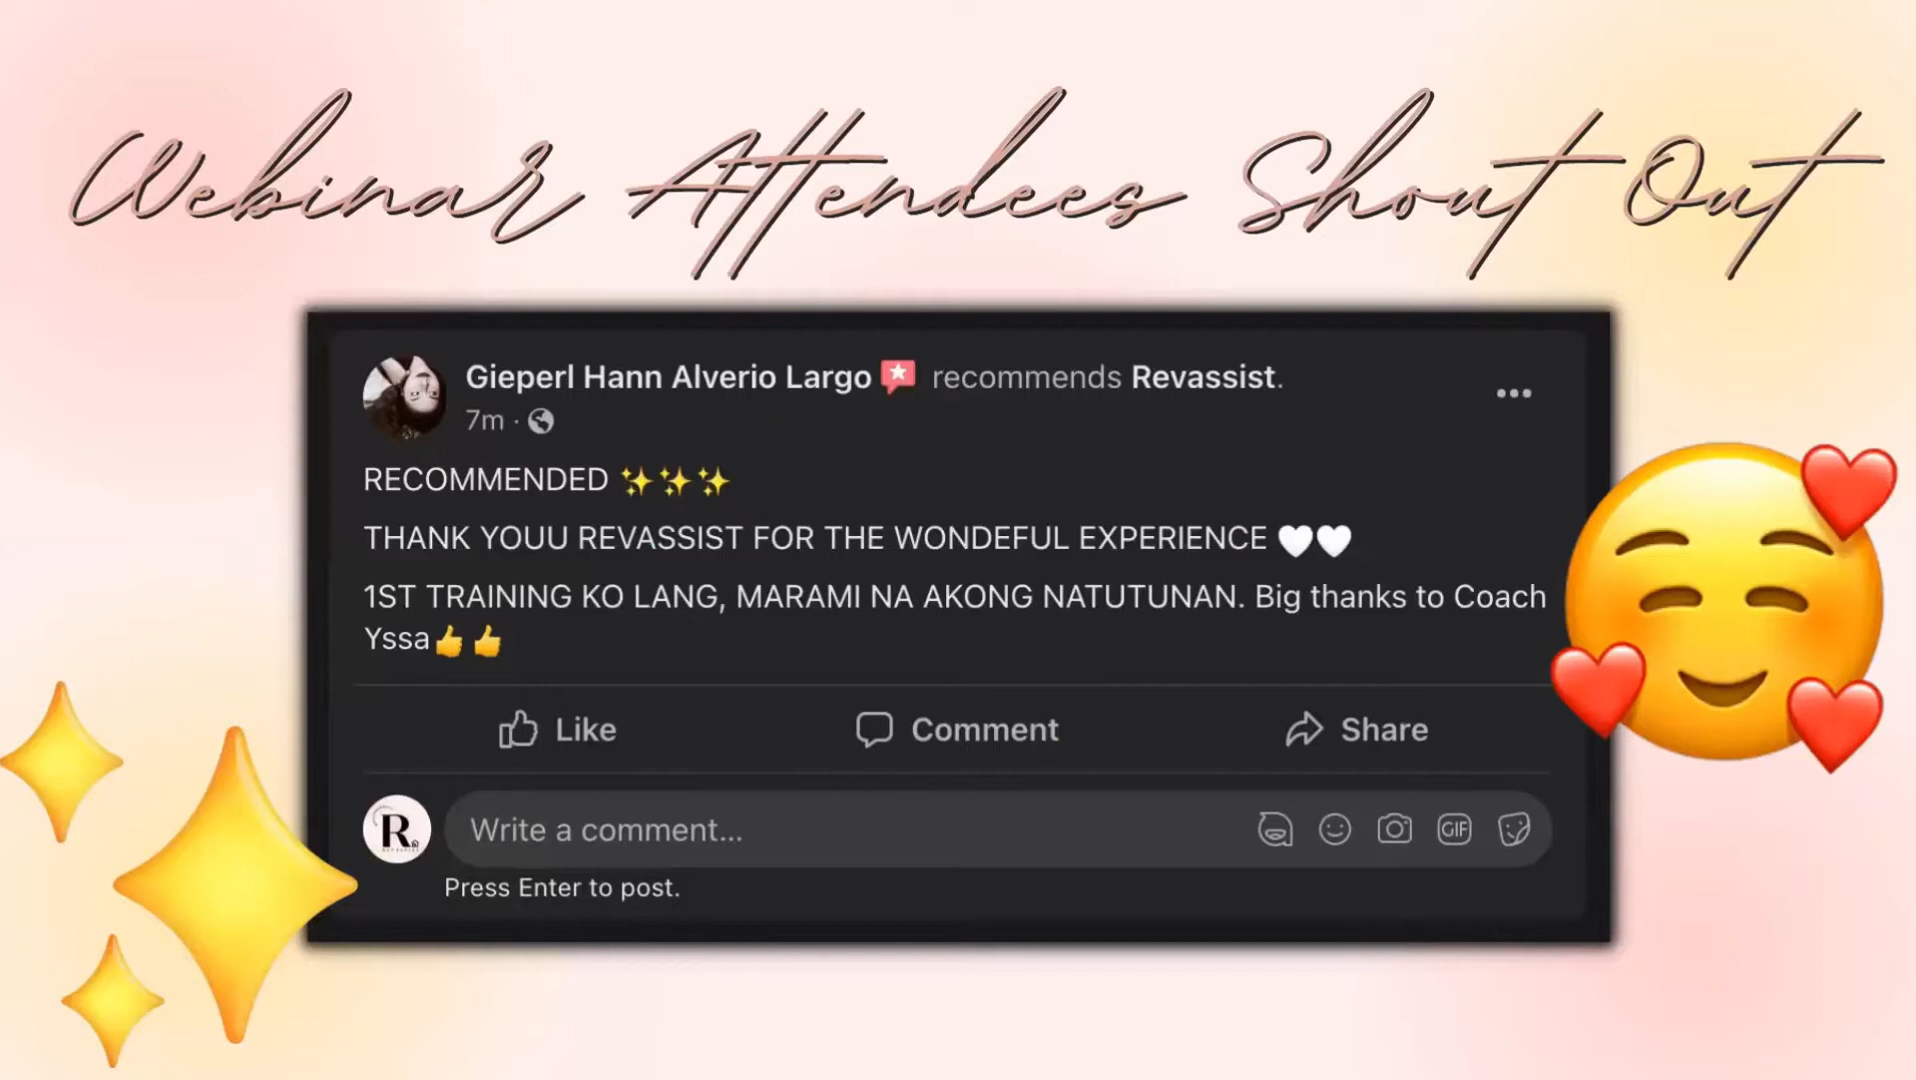 Webinar Attendees Shout Out
Gieperl Hann Alverio Largo recommends Revassist.
7m ·
RECOMMENDED ✨✨✨
THANK YOUU REVASSIST FOR THE WONDEFUL EXPERIENCE 🤍🤍
1ST TRAINING KO LANG, MARAMI NA AKONG NATUTUNAN. Big thanks to Coach
Yssa👍👍
Like
Comment
Share
R
Write a comment...
GIF
Press Enter to post.